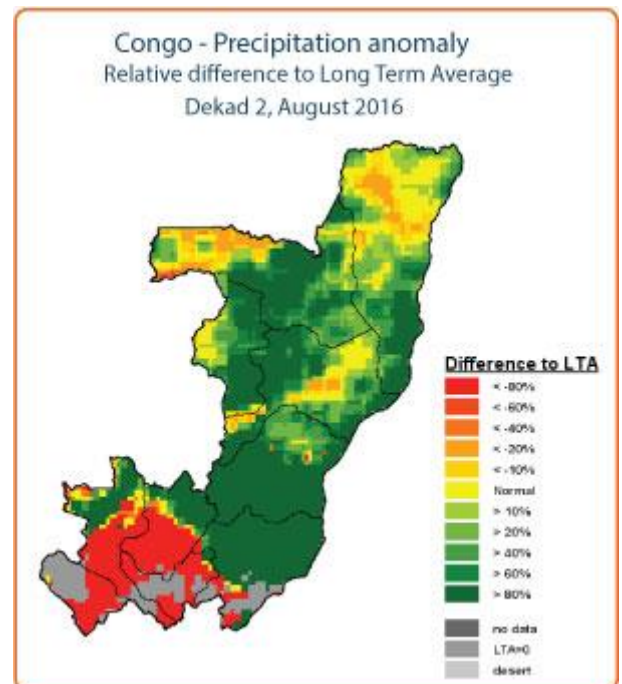 Congo - Precipitation anomaly
Relative difference to Long Term Average
Dekad 2, August 2016
Difference to LTA
< -80%
< -60%
< -40%
< -20%
< -10%
Normal
> 10%
> 20%
> 40%
> 60%
> 80%
no data
LTA=0
desert